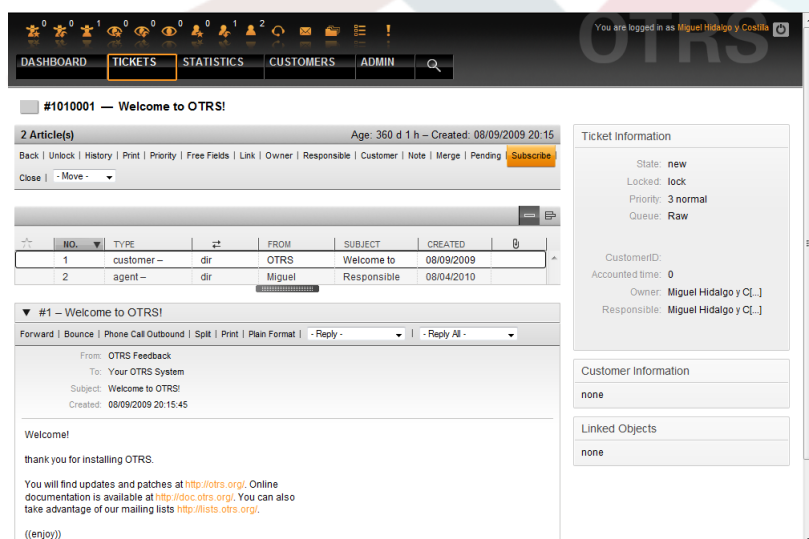 0 0 1 0 0 0 0 1 2
You are logged in as Miguel Hidalgo y Costilla
OTRS
DASHBOARD TICKETS STATISTICS CUSTOMERS ADMIN
#1010001 — Welcome to OTRS!
2 Article(s) Age: 360 d 1 h – Created: 08/09/2009 20:15
Back | Unlock | History | Print | Priority | Free Fields | Link | Owner | Responsible | Customer | Note | Merge | Pending | Subscribe |
Close | - Move -
NO. TYPE FROM SUBJECT CREATED
1 customer – dir OTRS Welcome to 08/09/2009
2 agent – dir Miguel Responsible 08/04/2010
#1 – Welcome to OTRS!
Forward | Bounce | Phone Call Outbound | Split | Print | Plain Format | - Reply - | - Reply All -
From: OTRS Feedback
To: Your OTRS System
Subject: Welcome to OTRS!
Created: 08/09/2009 20:15:45
Welcome!
thank you for installing OTRS.
You will find updates and patches at http://otrs.org/. Online
documentation is available at http://doc.otrs.org/. You can also
take advantage of our mailing lists http://lists.otrs.org/.
((enjoy))
Ticket Information
State: new
Locked: lock
Priority: 3 normal
Queue: Raw
CustomerID:
Accounted time: 0
Owner: Miguel Hidalgo y C[...]
Responsible: Miguel Hidalgo y C[...]
Customer Information
none
Linked Objects
none